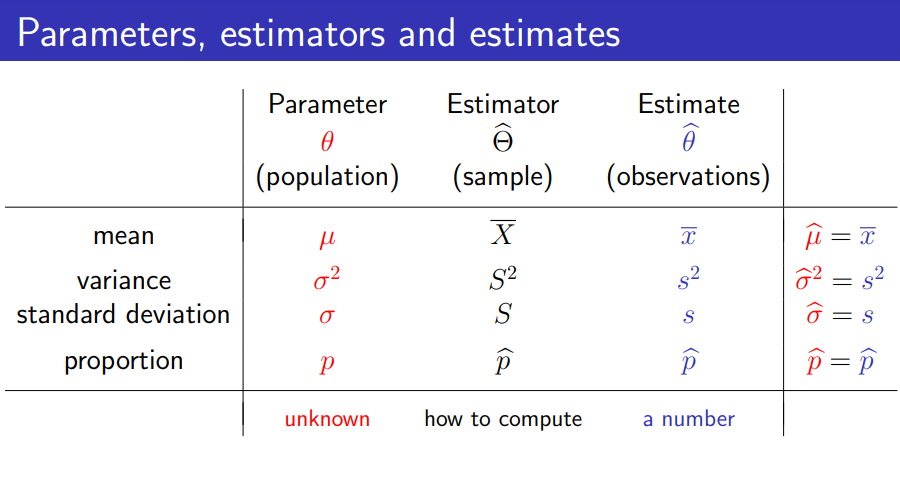 Parameters, estimators and estimates
Parameter Estimator Estimate
θ Θ̂ θ̂
(population) (sample) (observations)
mean μ X̅ x̅ μ̂ = x̅
variance σ² S² s² σ̂² = s²
standard deviation σ S s σ̂ = s
proportion p p̂ p̂ p̂ = p̂
unknown how to compute a number